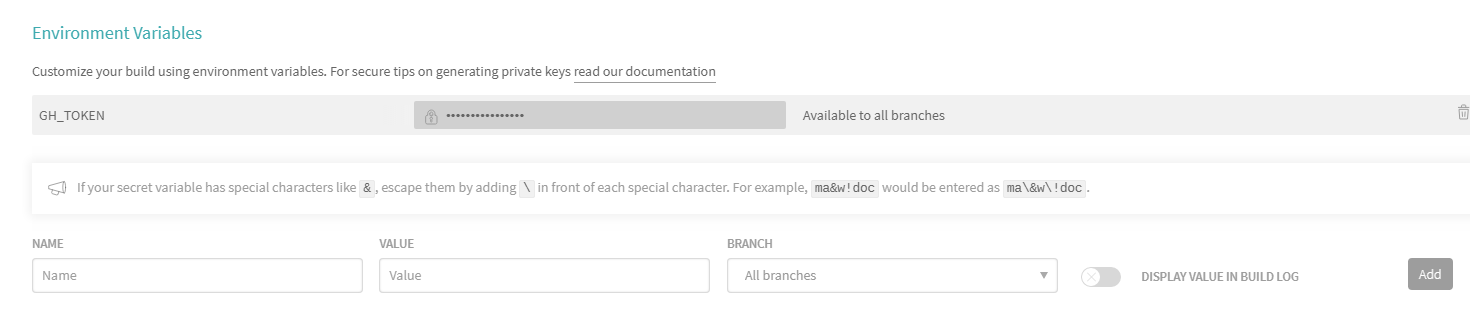 Environment Variables
Customize your build using environment variables. For secure tips on generating private keys read our documentation
GH_TOKEN •••••••••••••••• Available to all branches
If your secret variable has special characters like & , escape them by adding \ in front of each special character. For example, ma&w!doc would be entered as ma\&w\!doc .
NAME VALUE BRANCH
Name Value All branches DISPLAY VALUE IN BUILD LOG Add